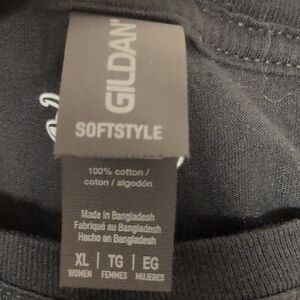 GILDAN
SOFTSTYLE
100% cotton /
coton / algodón
Made in Bangladesh
Fabriqué au Bangladesh
Hecho en Bangladesh
XL | TG | EG
WOMEN FEMMES MUJERES